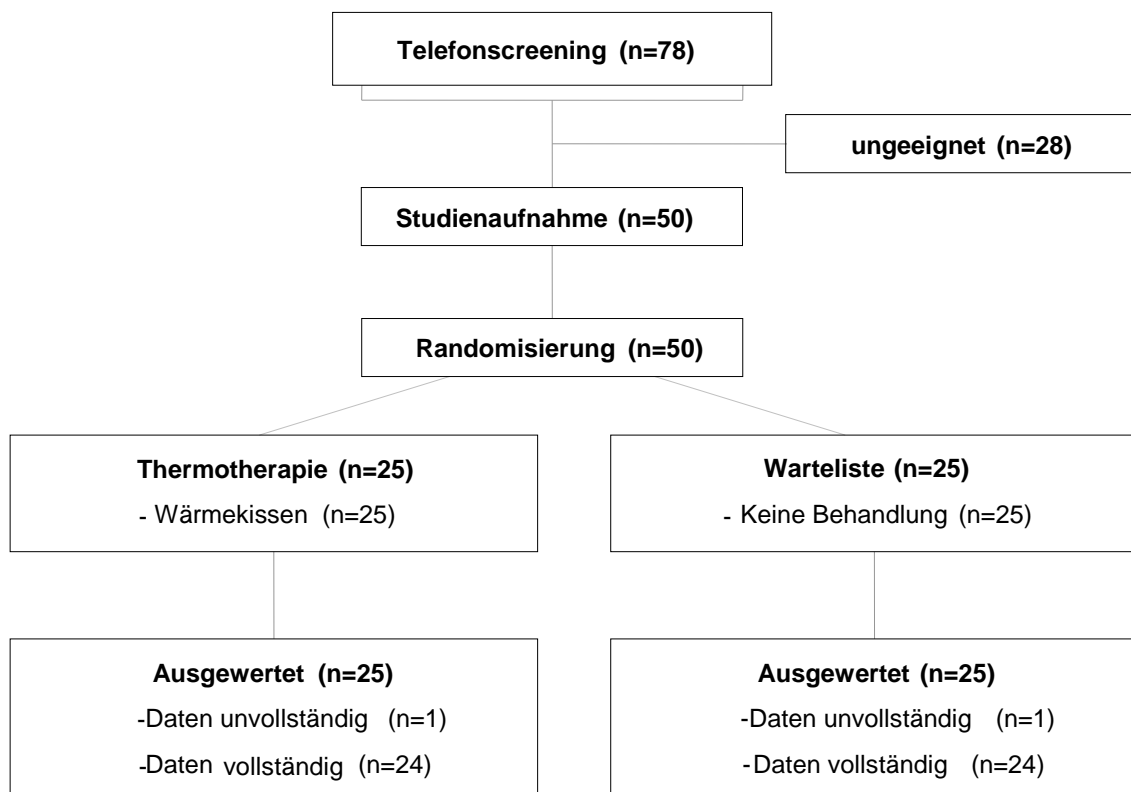 Telefonscreening (n=78)
ungeeignet (n=28)
Studienaufnahme (n=50)
Randomisierung (n=50)
Thermotherapie (n=25)
- Wärmekissen (n=25)
Warteliste (n=25)
- Keine Behandlung (n=25)
Ausgewertet (n=25)
-Daten unvollständig (n=1)
-Daten vollständig (n=24)
Ausgewertet (n=25)
-Daten unvollständig (n=1)
-Daten vollständig (n=24)